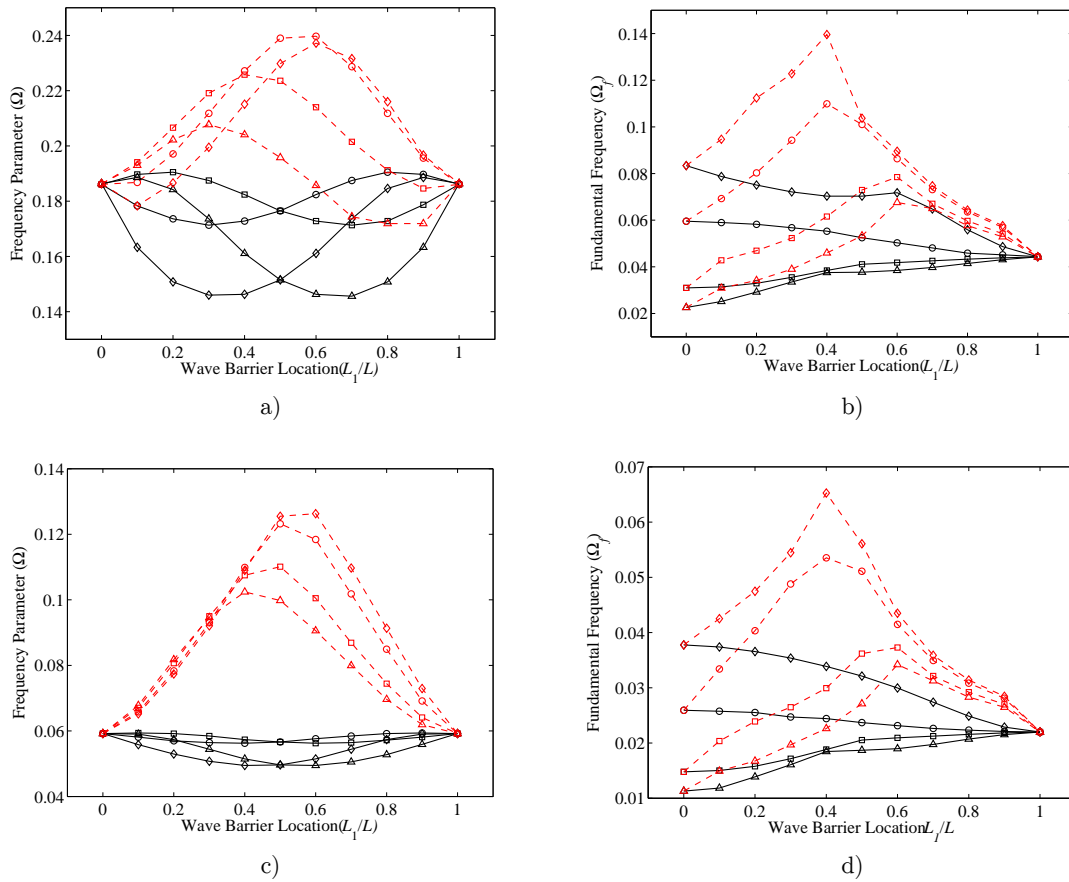 0.24
0.22
0.2
0.18
0.16
0.14
Frequency Parameter (Ω)
0 0.2 0.4 0.6 0.8 1
Wave Barrier Location(L1/L)
a)
0.14
0.12
0.1
0.08
0.06
0.04
0.02
Fundamental Frequency (Ωf)
0 0.2 0.4 0.6 0.8 1
Wave Barrier Location(L1/L)
b)
0.14
0.12
0.1
0.08
0.06
0.04
Frequency Parameter (Ω)
0 0.2 0.4 0.6 0.8 1
Wave Barrier Location(L1/L)
c)
0.07
0.06
0.05
0.04
0.03
0.02
0.01
Fundamental Frequency (Ωf)
0 0.2 0.4 0.6 0.8 1
Wave Barrier LocationL1/L
d)